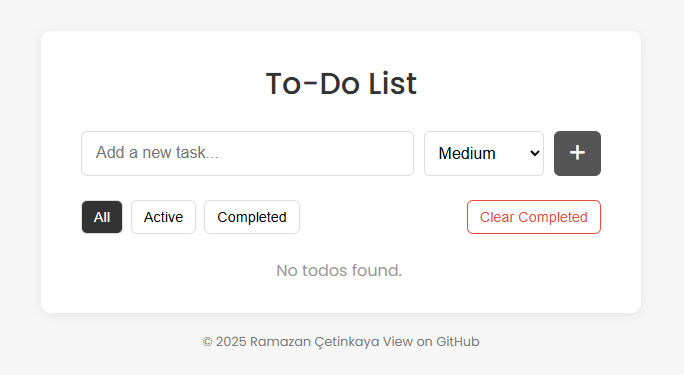 To-Do List
Add a new task...
Medium
+
All
Active
Completed
Clear Completed
No todos found.
© 2025 Ramazan Çetinkaya View on GitHub